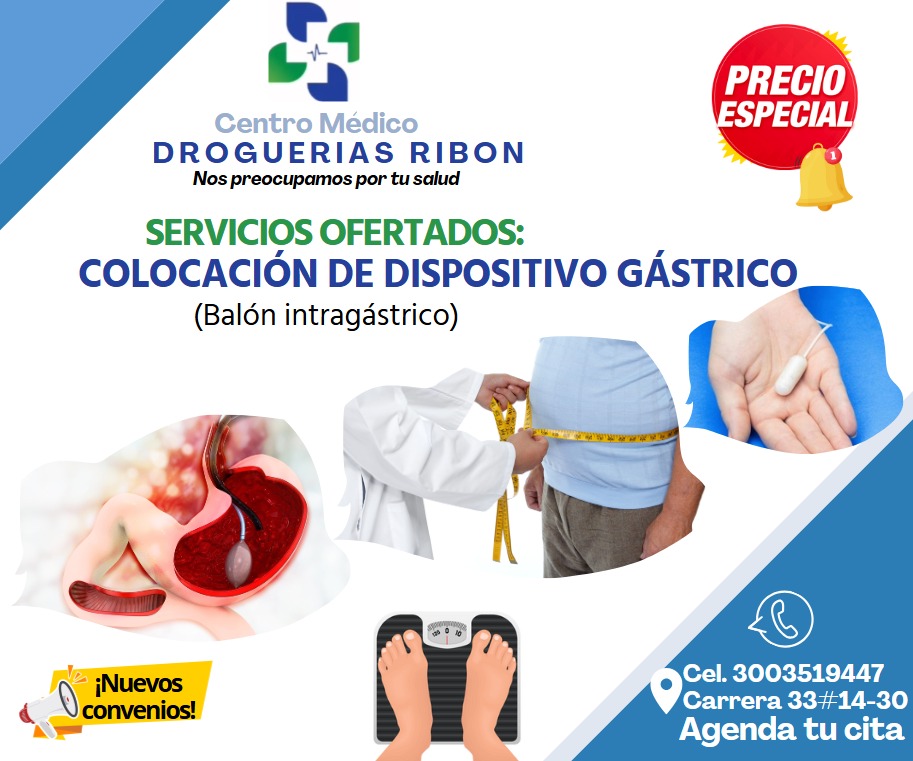 Centro Médico
DROGUERIAS RIBON
Nos preocupamos por tu salud
PRECIO
ESPECIAL
1
SERVICIOS OFERTADOS:
COLOCACIÓN DE DISPOSITIVO GÁSTRICO
(Balón intragástrico)
¡Nuevos
convenios!
Cel. 3003519447
Carrera 33#14-30
Agenda tu cita